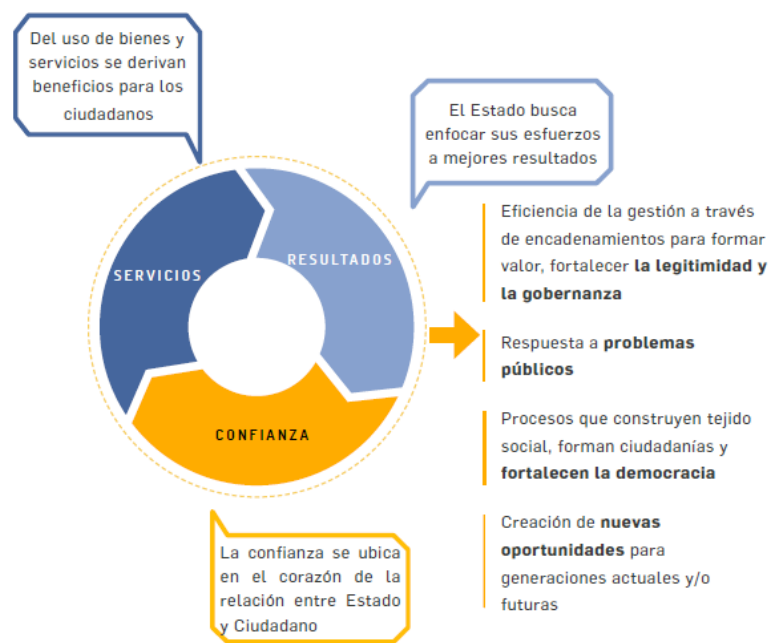 Del uso de bienes y
servicios se derivan
beneficios para los
ciudadanos
El Estado busca
enfocar sus esfuerzos
a mejores resultados
SERVICIOS
RESULTADOS
CONFIANZA
Eficiencia de la gestión a través
de encadenamientos para formar
valor, fortalecer la legitimidad y
la gobernanza
Respuesta a problemas
públicos
Procesos que construyen tejido
social, forman ciudadanías y
fortalecen la democracia
Creación de nuevas
oportunidades para
generaciones actuales y/o
futuras
La confianza se ubica
en el corazón de la
relación entre Estado
y Ciudadano